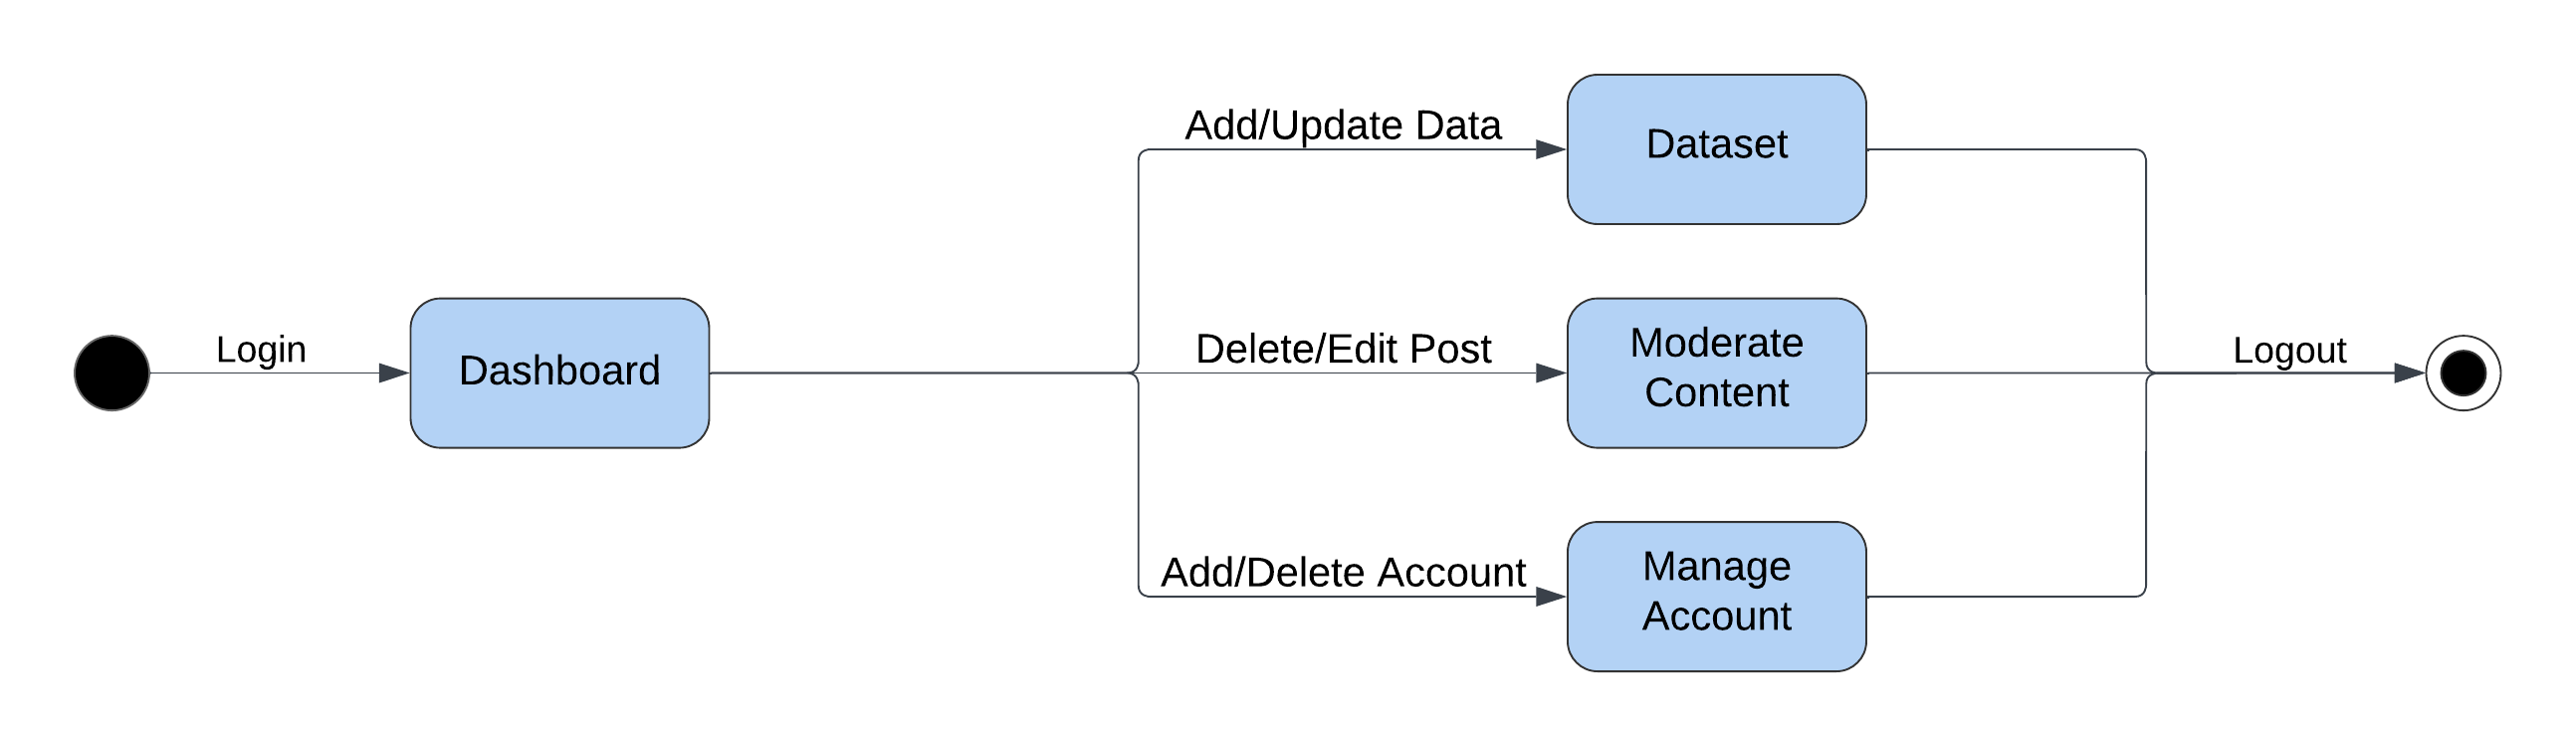 Login
Dashboard
Add/Update Data
Dataset
Delete/Edit Post
Moderate
Content
Add/Delete Account
Manage
Account
Logout